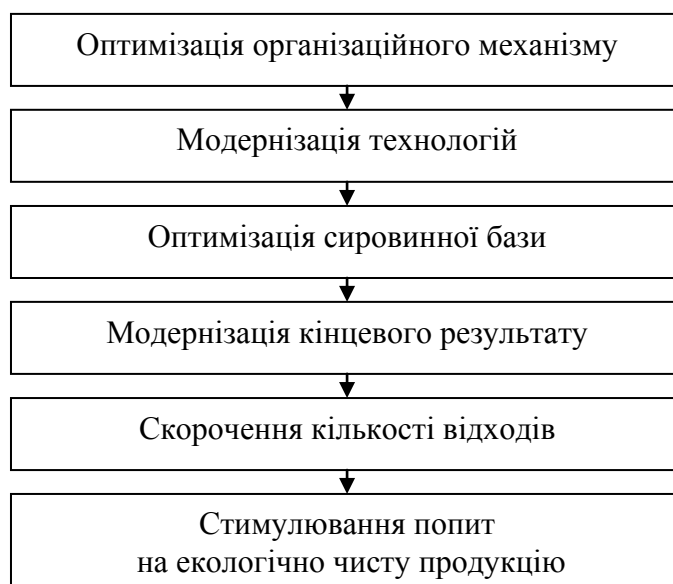 Оптимізація організаційного механізму
Модернізація технологій
Оптимізація сировинної бази
Модернізація кінцевого результату
Скорочення кількості відходів
Стимулювання попит
на екологічно чисту продукцію